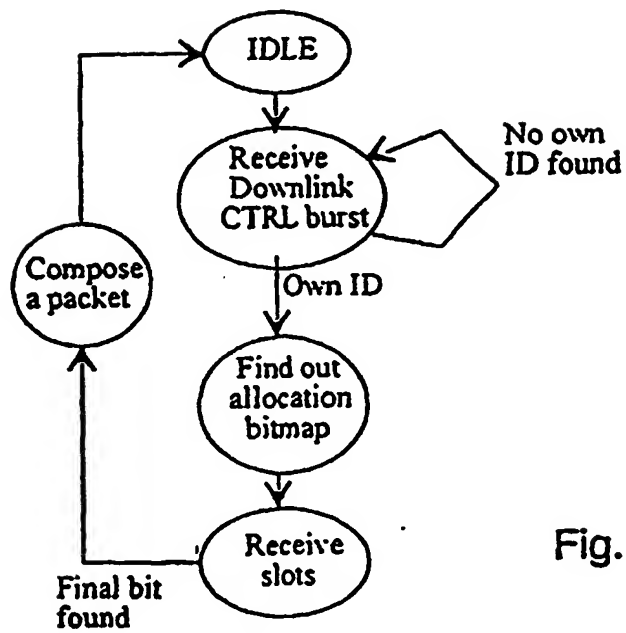 IDLE
Receive
Downlink
CTRL burst
No own
ID found
Compose
a packet
Own ID
Find out
allocation
bitmap
Receive
slots
Final bit
found
Fig.